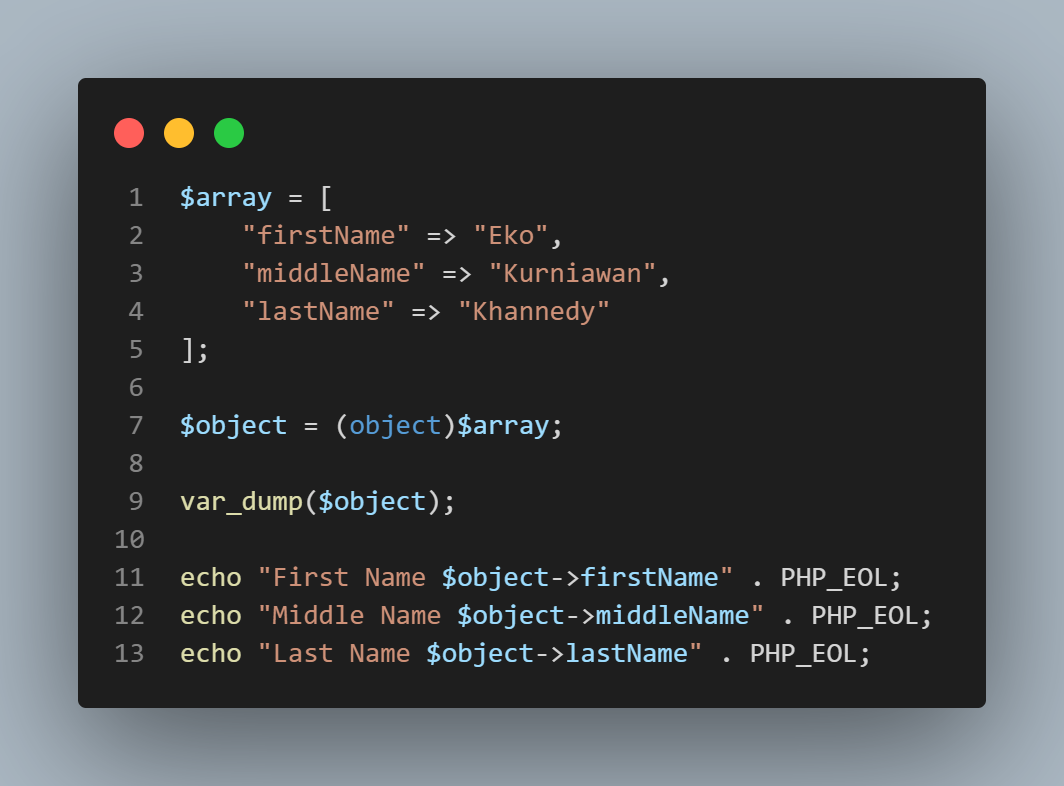 1 $array = [
2     "firstName" => "Eko",
3     "middleName" => "Kurniawan",
4     "lastName" => "Khannedy"
5 ];
6
7 $object = (object)$array;
8
9 var_dump($object);
10
11 echo "First Name $object->firstName" . PHP_EOL;
12 echo "Middle Name $object->middleName" . PHP_EOL;
13 echo "Last Name $object->lastName" . PHP_EOL;